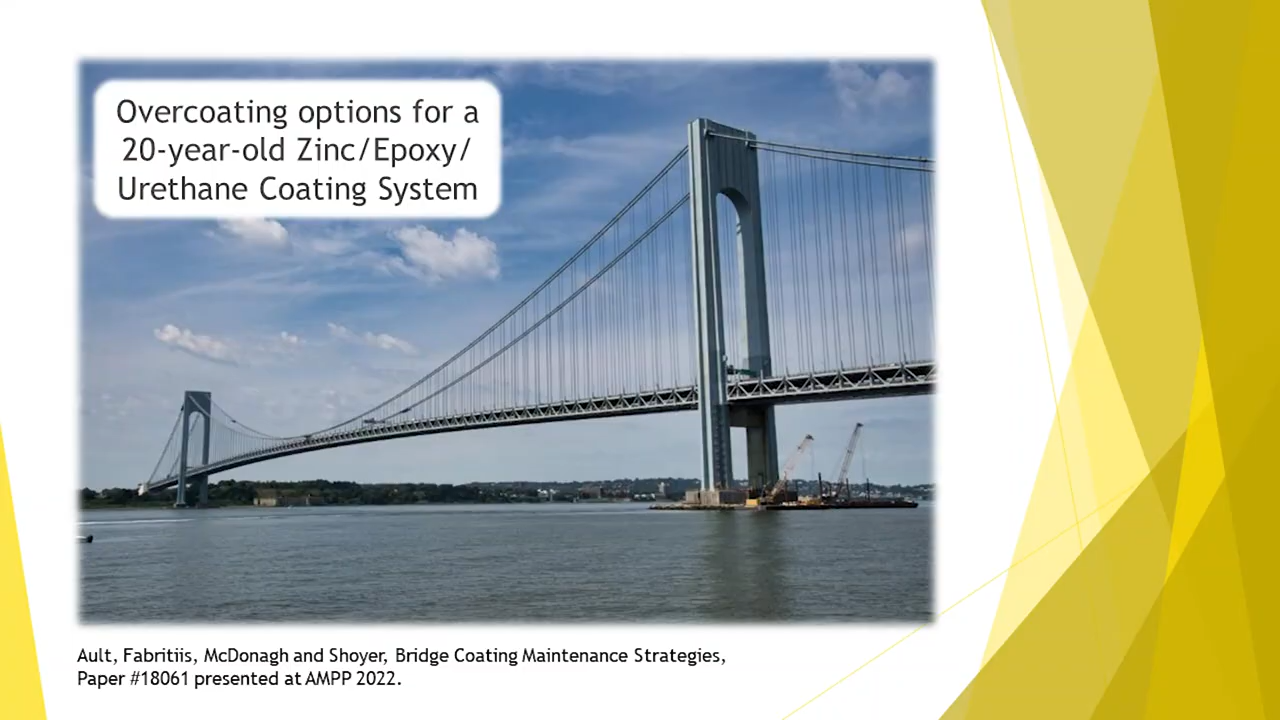 Overcoating options for a
20-year-old Zinc/Epoxy/
Urethane Coating System
Ault, Fabritiis, McDonagh and Shoyer, Bridge Coating Maintenance Strategies,
Paper #18061 presented at AMPP 2022.